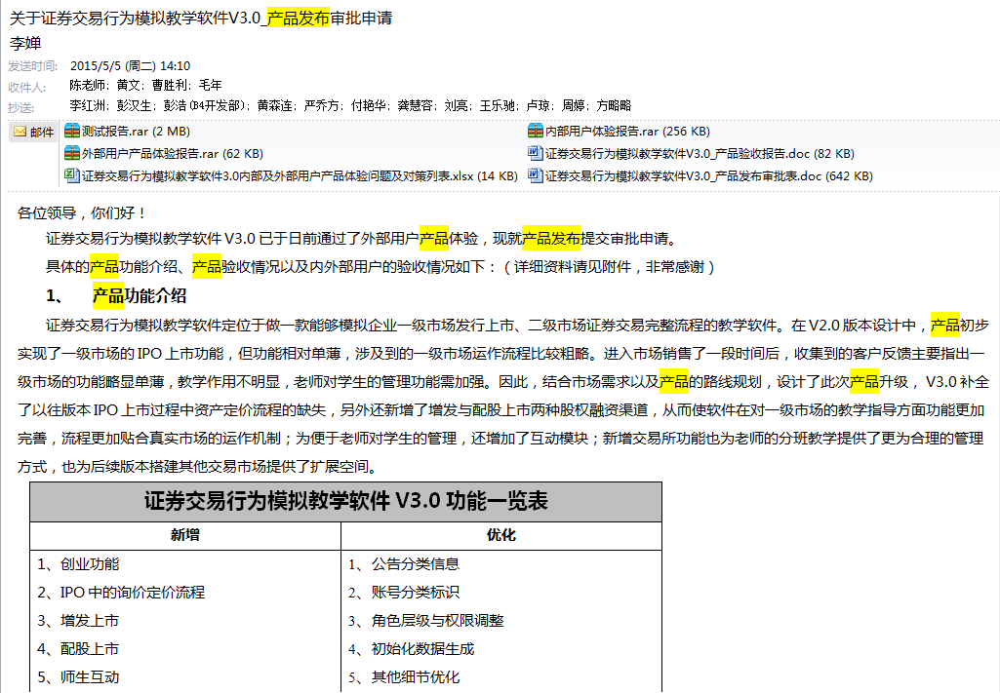 关于证券交易行为模拟教学软件V3.0_产品发布审批申请
李婵
发送时间: 2015/5/5 (周二) 14:10
收件人: 陈老师; 黄文; 曹胜利; 毛年
抄送: 李红洲; 彭汉生; 彭浩(B4开发部); 黄森连; 严乔方; 付艳华; 龚慧容; 刘亮; 王乐驰; 卢琼; 周婷; 方略略
邮件 测试报告.rar (2 MB) 内部用户体验报告.rar (256 KB)
外部用户产品体验报告.rar (62 KB) 证券交易行为模拟教学软件V3.0_产品验收报告.doc (82 KB)
证券交易行为模拟教学软件3.0内部及外部用户产品体验问题及对策列表.xlsx (14 KB) 证券交易行为模拟教学软件V3.0_产品发布审批表.doc (642 KB)
各位领导，你们好！
证券交易行为模拟教学软件 V3.0 已于日前通过了外部用户产品体验，现就产品发布提交审批申请。
具体的产品功能介绍、产品验收情况以及内外部用户的验收情况如下：（详细资料请见附件，非常感谢）
1、 产品功能介绍
证券交易行为模拟教学软件定位于做一款能够模拟企业一级市场发行上市、二级市场证券交易完整流程的教学软件。在 V2.0 版本设计中，产品初步
实现了一级市场的 IPO 上市功能，但功能相对单薄，涉及到的一级市场运作流程比较粗略。进入市场销售了一段时间后，收集到的客户反馈主要指出一
级市场的功能略显单薄，教学作用不明显，老师对学生的管理功能需加强。因此，结合市场需求以及产品的路线规划，设计了此次产品升级， V3.0 补全
了以往版本 IPO 上市过程中资产定价流程的缺失，另外还新增了增发与配股上市两种股权融资渠道，从而使软件在对一级市场的教学指导方面功能更加
完善，流程更加贴合真实市场的运作机制；为便于老师对学生的管理，还增加了互动模块；新增交易所功能也为老师的分班教学提供了更为合理的管理
方式，也为后续版本搭建其他交易市场提供了扩展空间。
证券交易行为模拟教学软件 V3.0 功能一览表
新增 优化
1、创业功能 1、公告分类信息
2、IPO 中的询价定价流程 2、账号分类标识
3、增发上市 3、角色层级与权限调整
4、配股上市 4、初始化数据生成
5、师生互动 5、其他细节优化